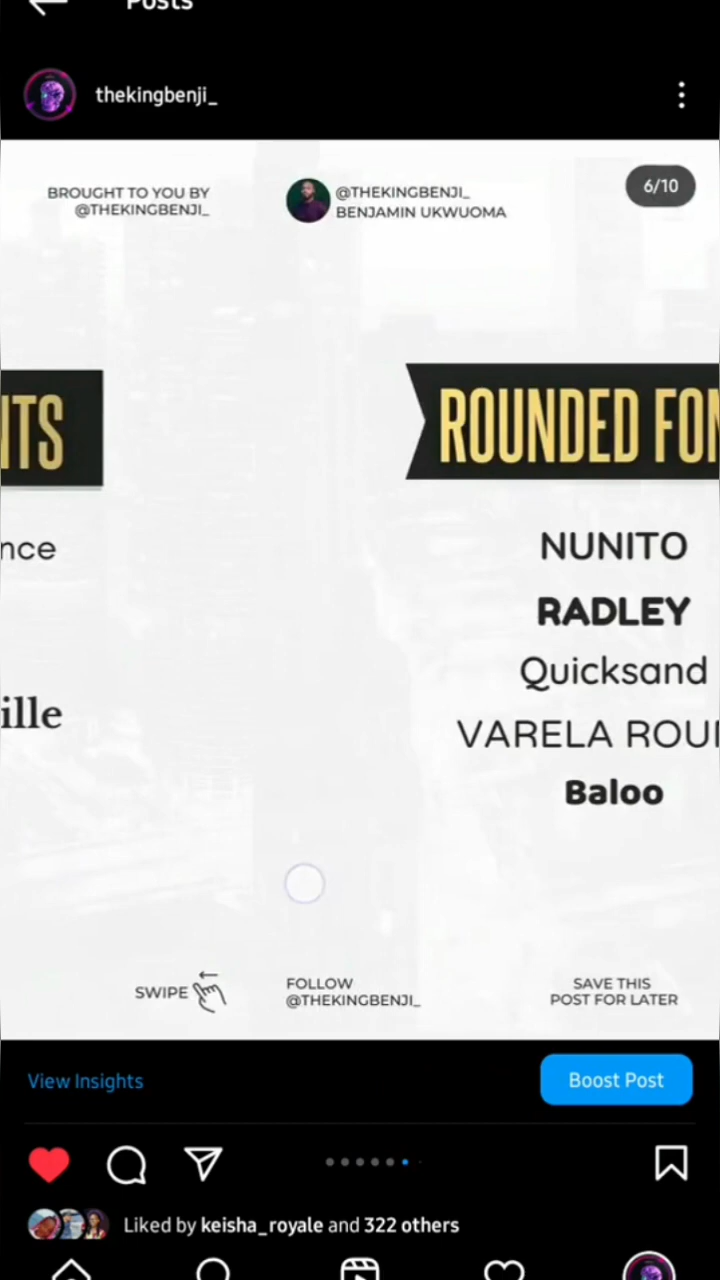 Posts
thekingbenji_
BROUGHT TO YOU BY
@THEKINGBENJI_
@THEKINGBENJI_
BENJAMIN UKWUOMA
6/10
NTS
nce
ille
ROUNDED FON
NUNITO
RADLEY
Quicksand
VARELA ROUN
Baloo
SWIPE
FOLLOW
@THEKINGBENJI_
SAVE THIS
POST FOR LATER
View Insights
Boost Post
Liked by keisha_royale and 322 others